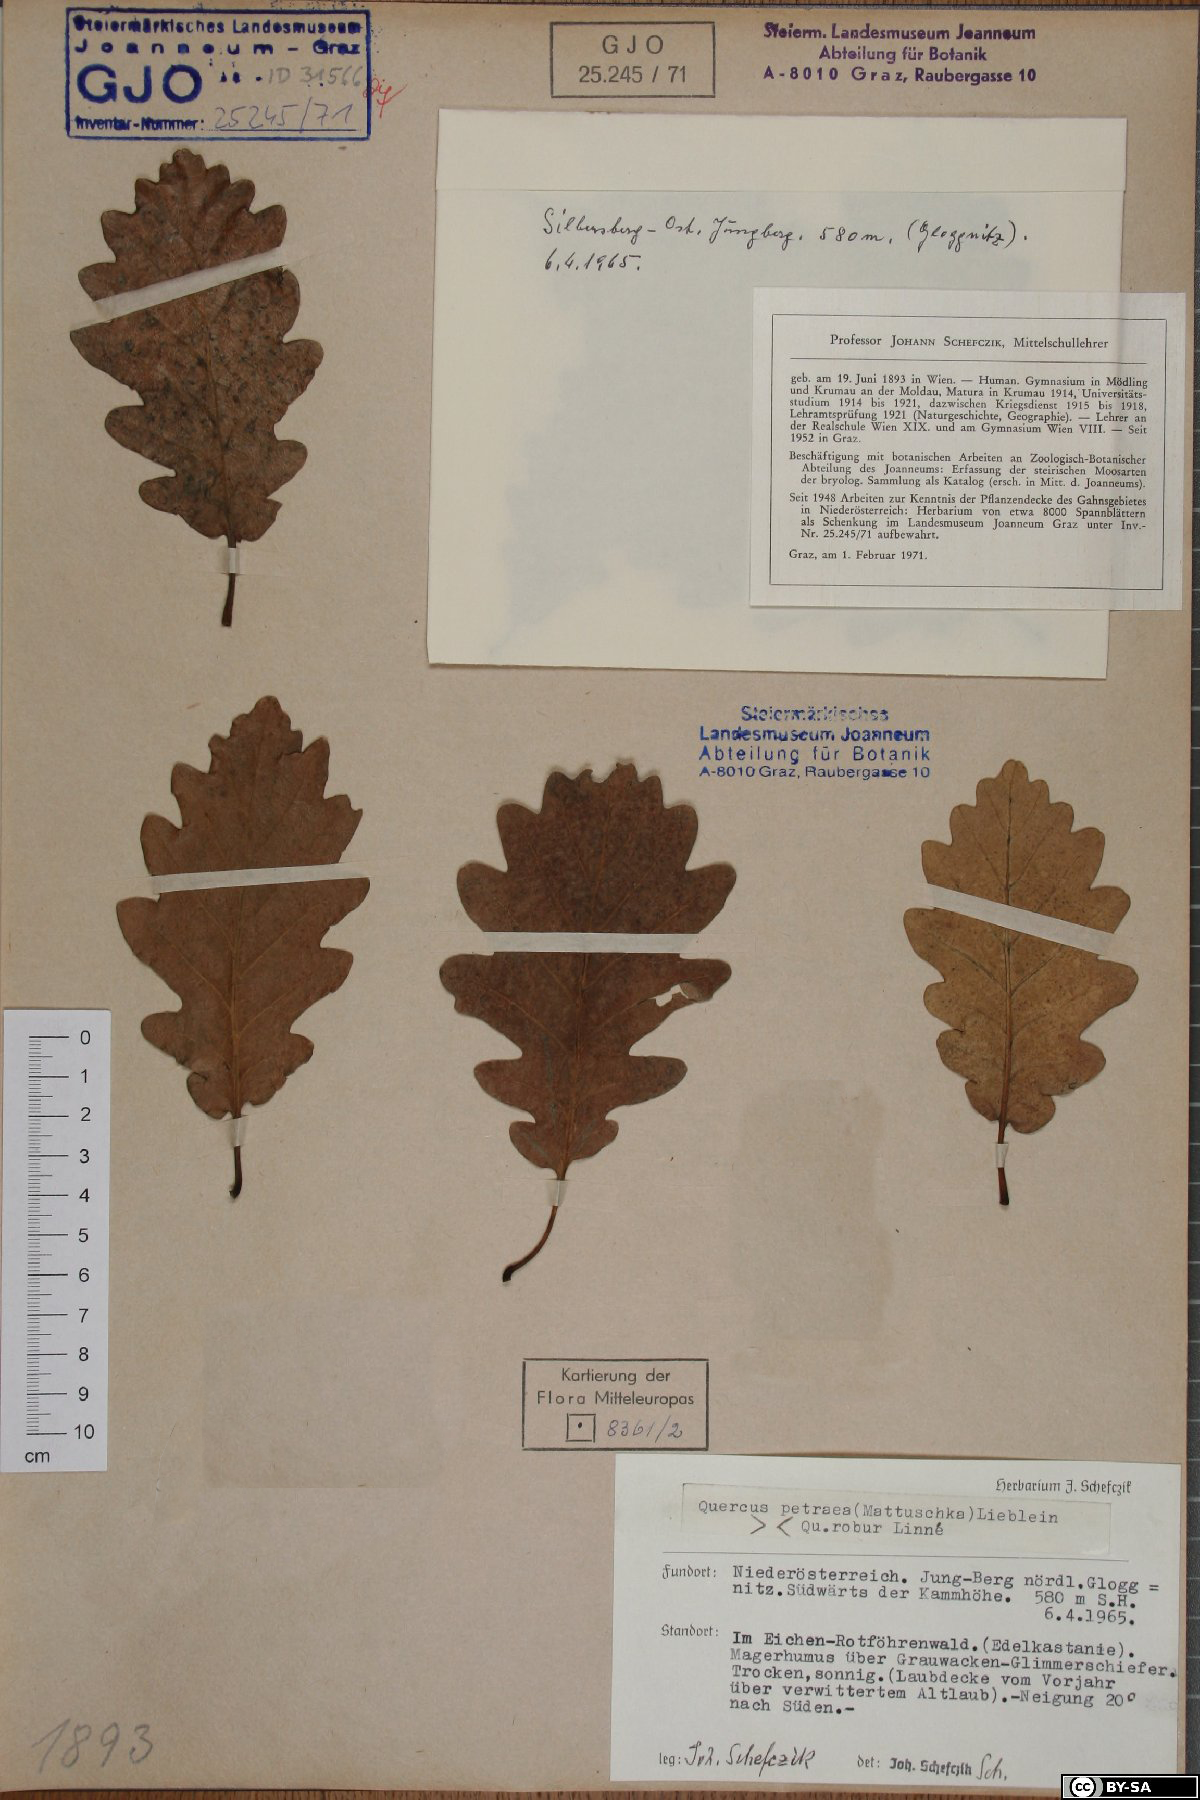 Steiermärkisches Landesmuseum
Joanneum - Graz
GJO ID 31566
Inventar-Nummer: 25245/71
GJO
25.245 / 71
Steierm. Landesmuseum Joanneum
Abteilung für Botanik
A-8010 Graz, Raubergasse 10
Silbersberg - Ost. Jungberg. 580 m. (Gloggnitz).
6.4.1965.
Professor Johann Schefczik, Mittelschullehrer
geb. am 19. Juni 1893 in Wien. — Human. Gymnasium in Mödling
und Krumau an der Moldau, Matura in Krumau 1914, Universitäts-
studium 1914 bis 1921, dazwischen Kriegsdienst 1915 bis 1918,
Lehramtsprüfung 1921 (Naturgeschichte, Geographie). — Lehrer an
der Realschule Wien XIX. und am Gymnasium Wien VIII. — Seit
1952 in Graz.
Beschäftigung mit botanischen Arbeiten an Zoologisch-Botanischer
Abteilung des Joanneums: Erfassung der steirischen Moosarten
der bryolog. Sammlung als Katalog (ersch. in Mitt. d. Joanneums).
Seit 1948 Arbeiten zur Kenntnis der Pflanzendecke des Gahnsgebietes
in Niederösterreich: Herbarium von etwa 8000 Spannblättern
als Schenkung im Landesmuseum Joanneum Graz unter Inv.-
Nr. 25.245/71 aufbewahrt.
Graz, am 1. Februar 1971.
Steiermärkisches
Landesmuseum Joanneum
Abteilung für Botanik
A-8010 Graz, Raubergasse 10
0
1
2
3
4
5
6
7
8
9
10
cm
Kartierung der
Flora Mitteleuropas
8361/2
Herbarium J. Schefczik
Quercus petraea(Mattuschka)Lieblein
>< Qu.robur Linné
Fundort: Niederösterreich. Jung-Berg nördl.Glogg =
nitz.Südwärts der Kammhöhe. 580 m S.H.
6.4.1965.
Standort: Im Eichen-Rotföhrenwald.(Edelkastanie).
Magerhumus über Grauwacken-Glimmerschiefer.
Trocken,sonnig.(Laubdecke vom Vorjahr
über verwittertem Altlaub).-Neigung 20°
nach Süden.-
leg: Joh. Schefczik det: Joh. Schefczik Sch.
1893
CC BY-SA